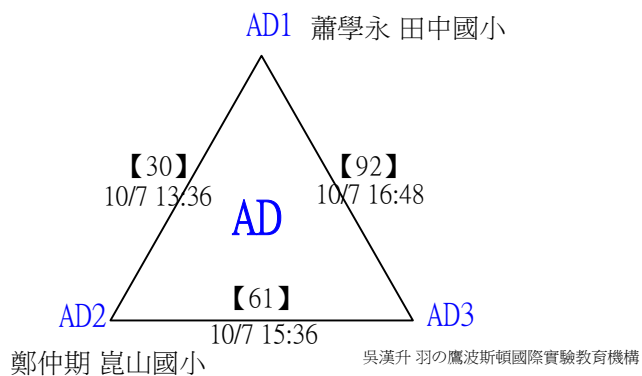 AD1 蕭學永 田中國小
【30】
10/7 13:36
【92】
10/7 16:48
AD
【61】
10/7 15:36
AD2
AD3
鄭仲期 崑山國小
吳漢升 羽の鷹波斯頓國際實驗教育機構